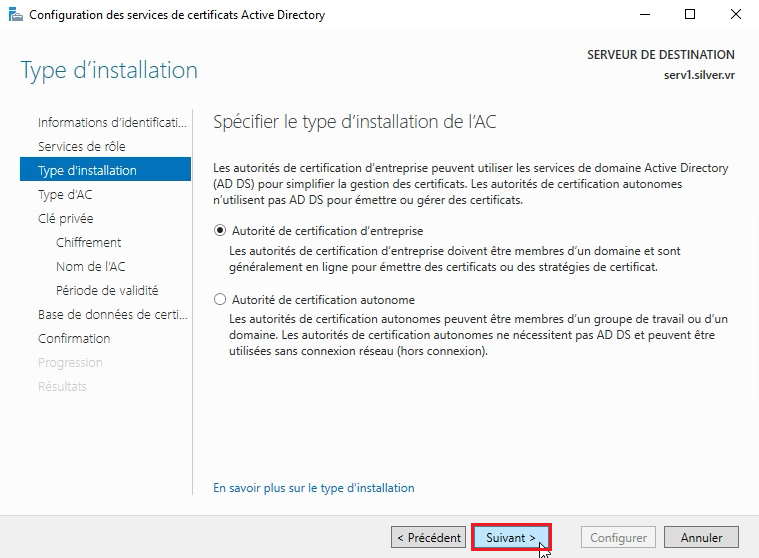 Configuration des services de certificats Active Directory
Type d’installation
SERVEUR DE DESTINATION
serv1.silver.vr
Informations d’identificati...
Services de rôle
Type d’installation
Type d’AC
Clé privée
Chiffrement
Nom de l’AC
Période de validité
Base de données de certi...
Confirmation
Progression
Résultats
Spécifier le type d’installation de l’AC
Les autorités de certification d’entreprise peuvent utiliser les services de domaine Active Directory
(AD DS) pour simplifier la gestion des certificats. Les autorités de certification autonomes
n’utilisent pas AD DS pour émettre ou gérer des certificats.
Autorité de certification d’entreprise
Les autorités de certification d’entreprise doivent être membres d’un domaine et sont
généralement en ligne pour émettre des certificats ou des stratégies de certificat.
Autorité de certification autonome
Les autorités de certification autonomes peuvent être membres d’un groupe de travail ou d’un
domaine. Les autorités de certification autonomes ne nécessitent pas AD DS et peuvent être
utilisées sans connexion réseau (hors connexion).
En savoir plus sur le type d’installation
< Précédent
Suivant >
Configurer
Annuler